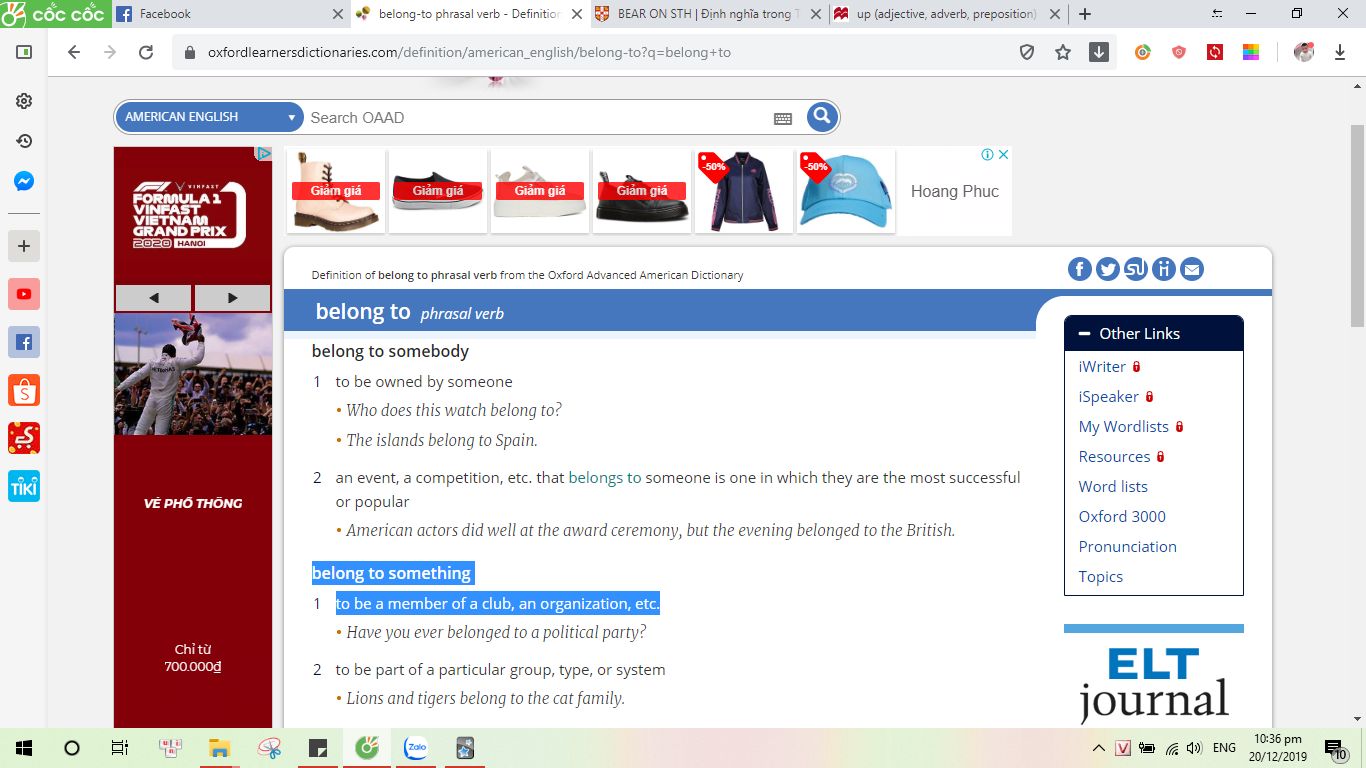 CỐC CỐC
Facebook
belong-to phrasal verb - Definition
BEAR ON STH | Định nghĩa trong T
up (adjective, adverb, preposition)
oxfordlearnersdictionaries.com/definition/american_english/belong-to?q=belong+to
AMERICAN ENGLISH
Search OAAD
VINFAST
FORMULA 1
VINFAST
VIETNAM
GRAND PRIX
2020 HANOI
PETRONAS
VÉ PHỔ THÔNG
Chỉ từ
700.000₫
Giảm giá
Giảm giá
Giảm giá
Giảm giá
-50%
-50%
Hoang Phuc
Definition of belong to phrasal verb from the Oxford Advanced American Dictionary
belong to phrasal verb
belong to somebody
1 to be owned by someone
• Who does this watch belong to?
• The islands belong to Spain.
2 an event, a competition, etc. that belongs to someone is one in which they are the most successful
or popular
• American actors did well at the award ceremony, but the evening belonged to the British.
belong to something
1 to be a member of a club, an organization, etc.
• Have you ever belonged to a political party?
2 to be part of a particular group, type, or system
• Lions and tigers belong to the cat family.
Other Links
iWriter
iSpeaker
My Wordlists
Resources
Word lists
Oxford 3000
Pronunciation
Topics
ELT
journal
TIKI
Zalo
V
ENG
10:36 pm
20/12/2019
10